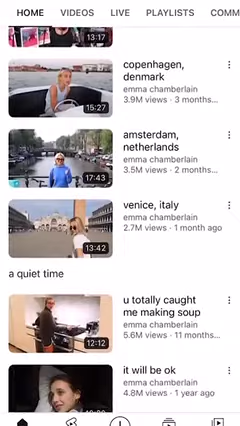 HOME VIDEOS LIVE PLAYLISTS COMM
13:17
copenhagen,
denmark
emma chamberlain
3.9M views · 3 months...
15:27
amsterdam,
netherlands
emma chamberlain
3.5M views · 2 months...
17:43
venice, italy
emma chamberlain
2.7M views · 1 month ago
13:42
a quiet time
u totally caught
me making soup
emma chamberlain
5.6M views · 11 months...
12:12
it will be ok
emma chamberlain
4.8M views · 1 year ago